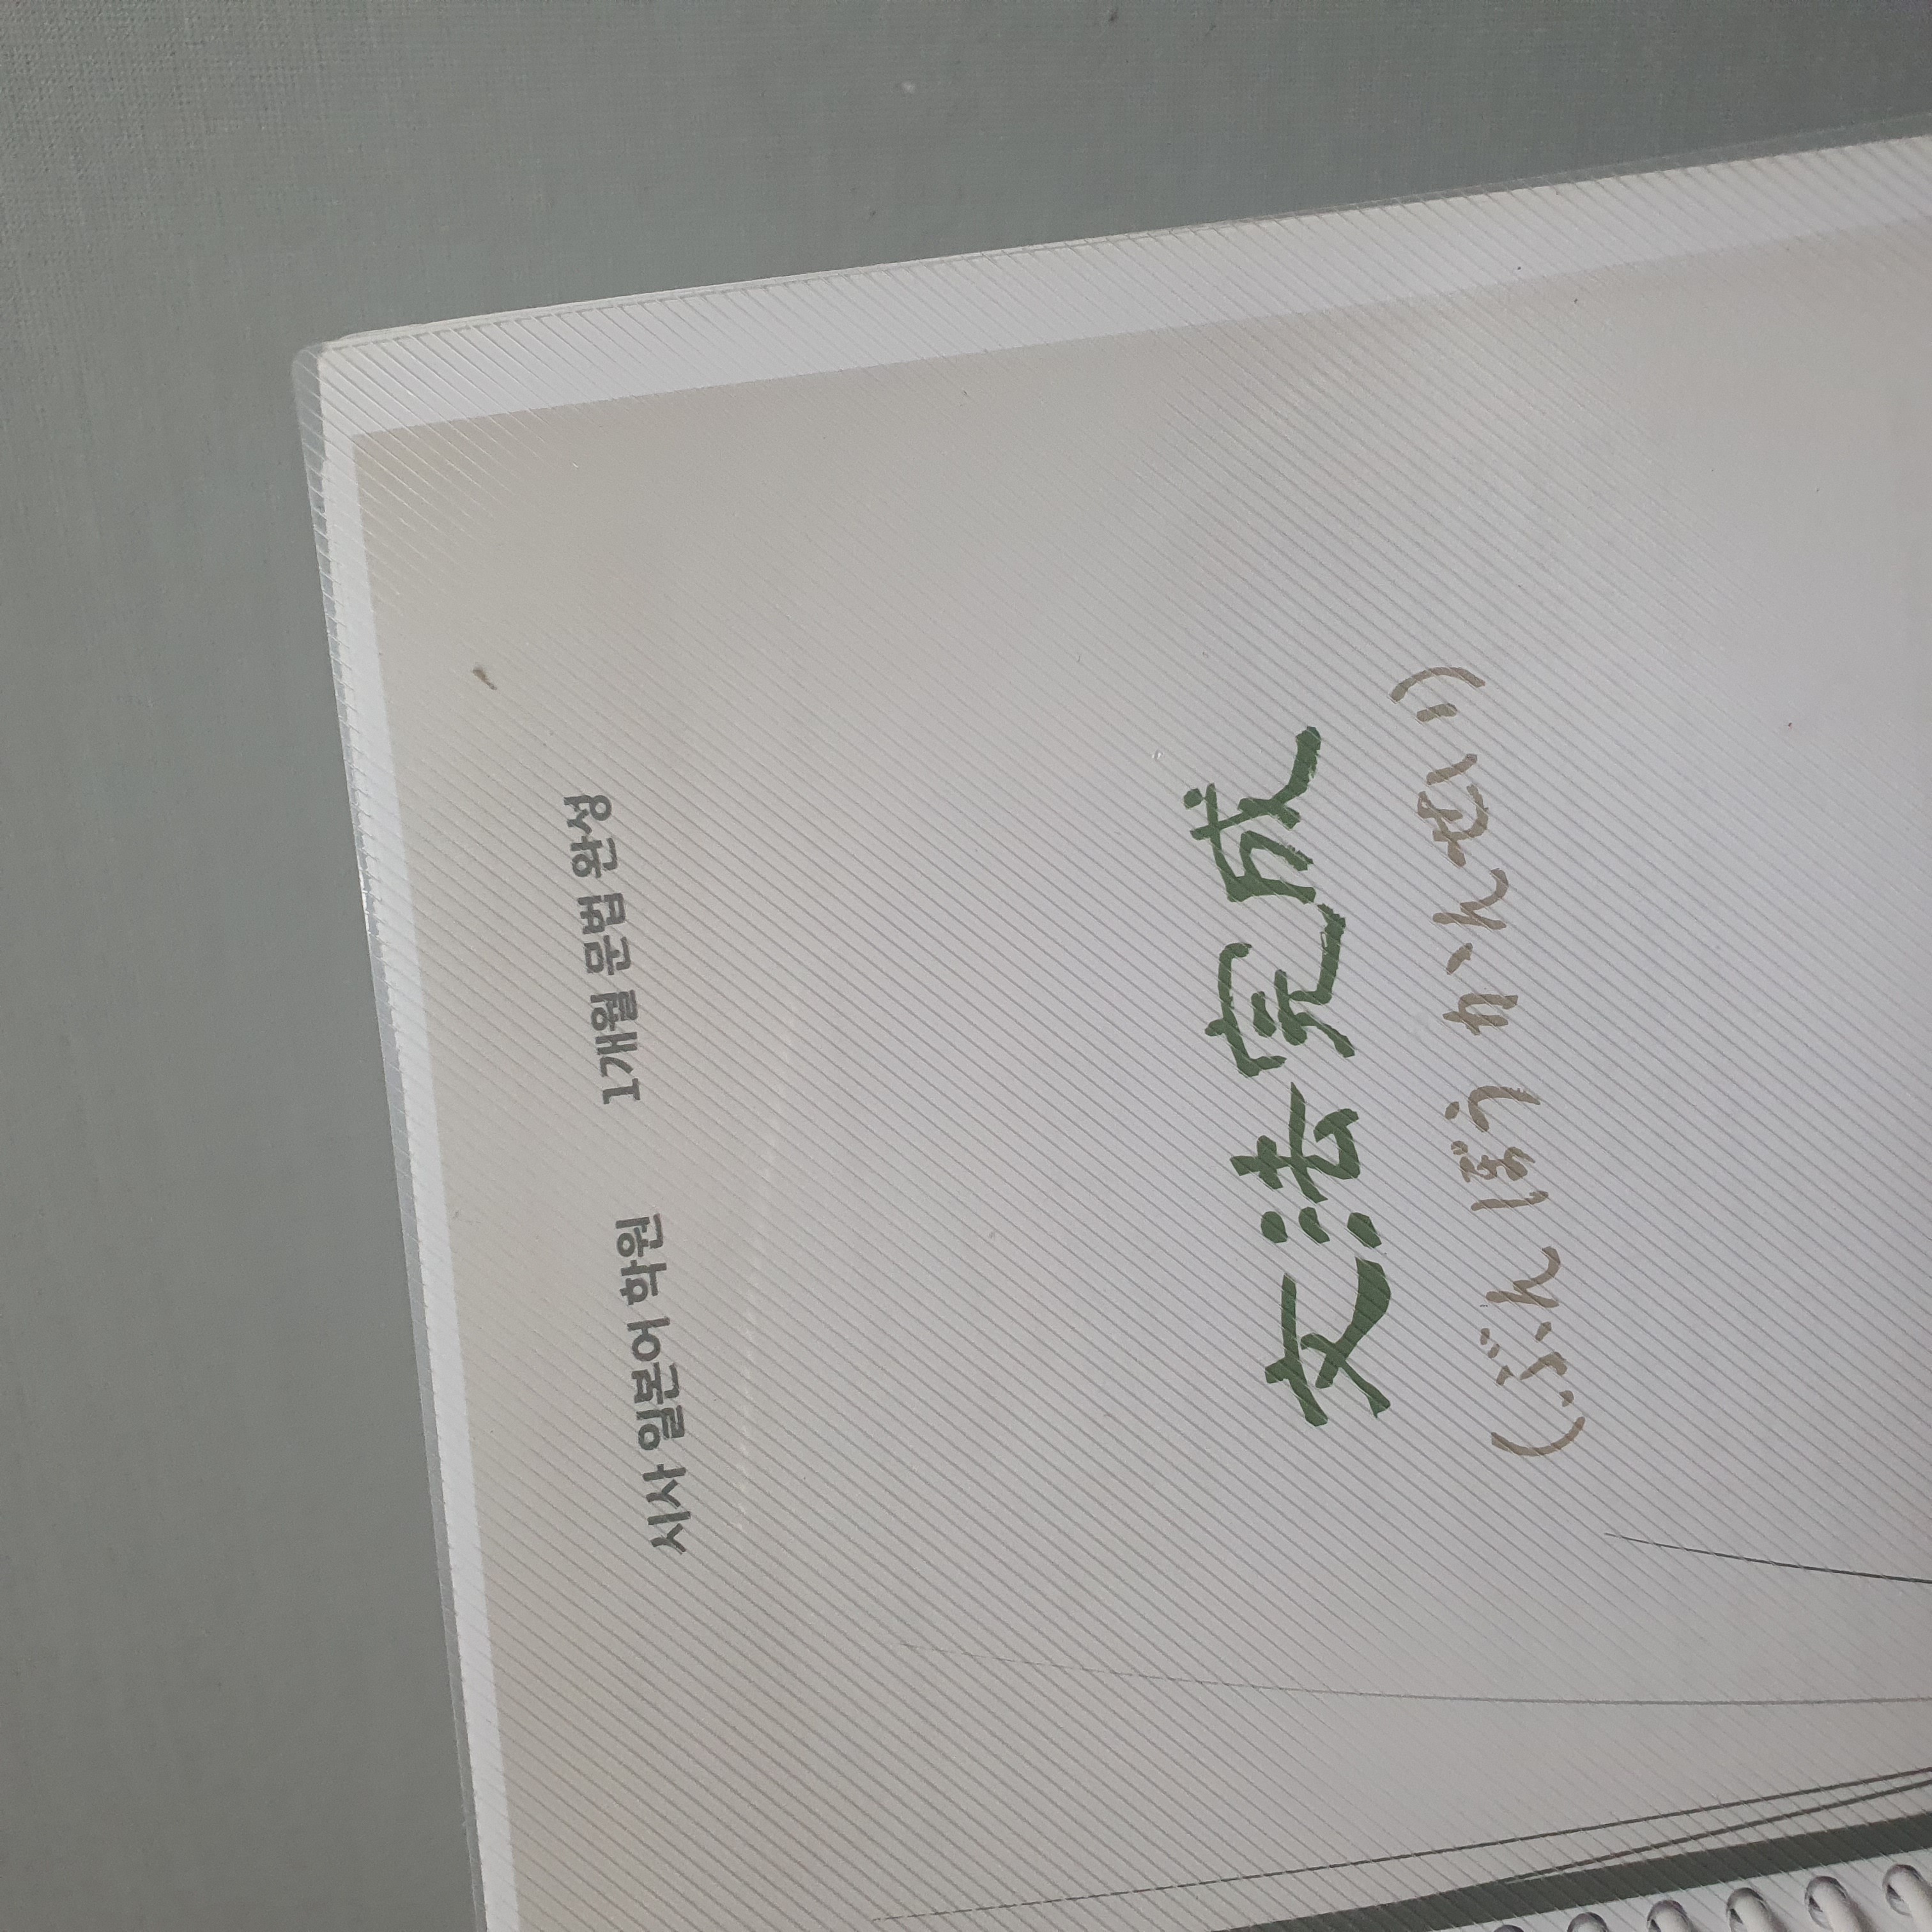 시사 일본어 학원 1개월 문법 완성
文法完成
(ぶんぽう かんせい)